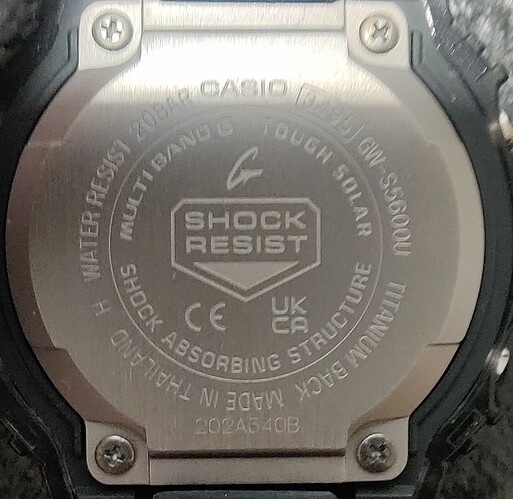 CASIO 3495 GW-S5600U TITANIUM BACK MADE IN THAILAND H WATER RESIST 20BAR
MULTI BAND 6 TOUGH SOLAR
G
SHOCK
RESIST
CE UK
CA
SHOCK ABSORBING STRUCTURE
202A340B